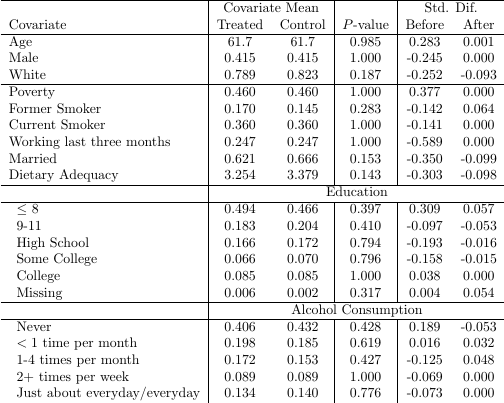 Covariate Mean Std. Dif.
Covariate Treated Control P-value Before After
Age 61.7 61.7 0.985 0.283 0.001
Male 0.415 0.415 1.000 -0.245 0.000
White 0.789 0.823 0.187 -0.252 -0.093
Poverty 0.460 0.460 1.000 0.377 0.000
Former Smoker 0.170 0.145 0.283 -0.142 0.064
Current Smoker 0.360 0.360 1.000 -0.141 0.000
Working last three months 0.247 0.247 1.000 -0.589 0.000
Married 0.621 0.666 0.153 -0.350 -0.099
Dietary Adequacy 3.254 3.379 0.143 -0.303 -0.098
Education
≤ 8 0.494 0.466 0.397 0.309 0.057
9-11 0.183 0.204 0.410 -0.097 -0.053
High School 0.166 0.172 0.794 -0.193 -0.016
Some College 0.066 0.070 0.796 -0.158 -0.015
College 0.085 0.085 1.000 0.038 0.000
Missing 0.006 0.002 0.317 0.004 0.054
Alcohol Consumption
Never 0.406 0.432 0.428 0.189 -0.053
< 1 time per month 0.198 0.185 0.619 0.016 0.032
1-4 times per month 0.172 0.153 0.427 -0.125 0.048
2+ times per week 0.089 0.089 1.000 -0.069 0.000
Just about everyday/everyday 0.134 0.140 0.776 -0.073 0.000